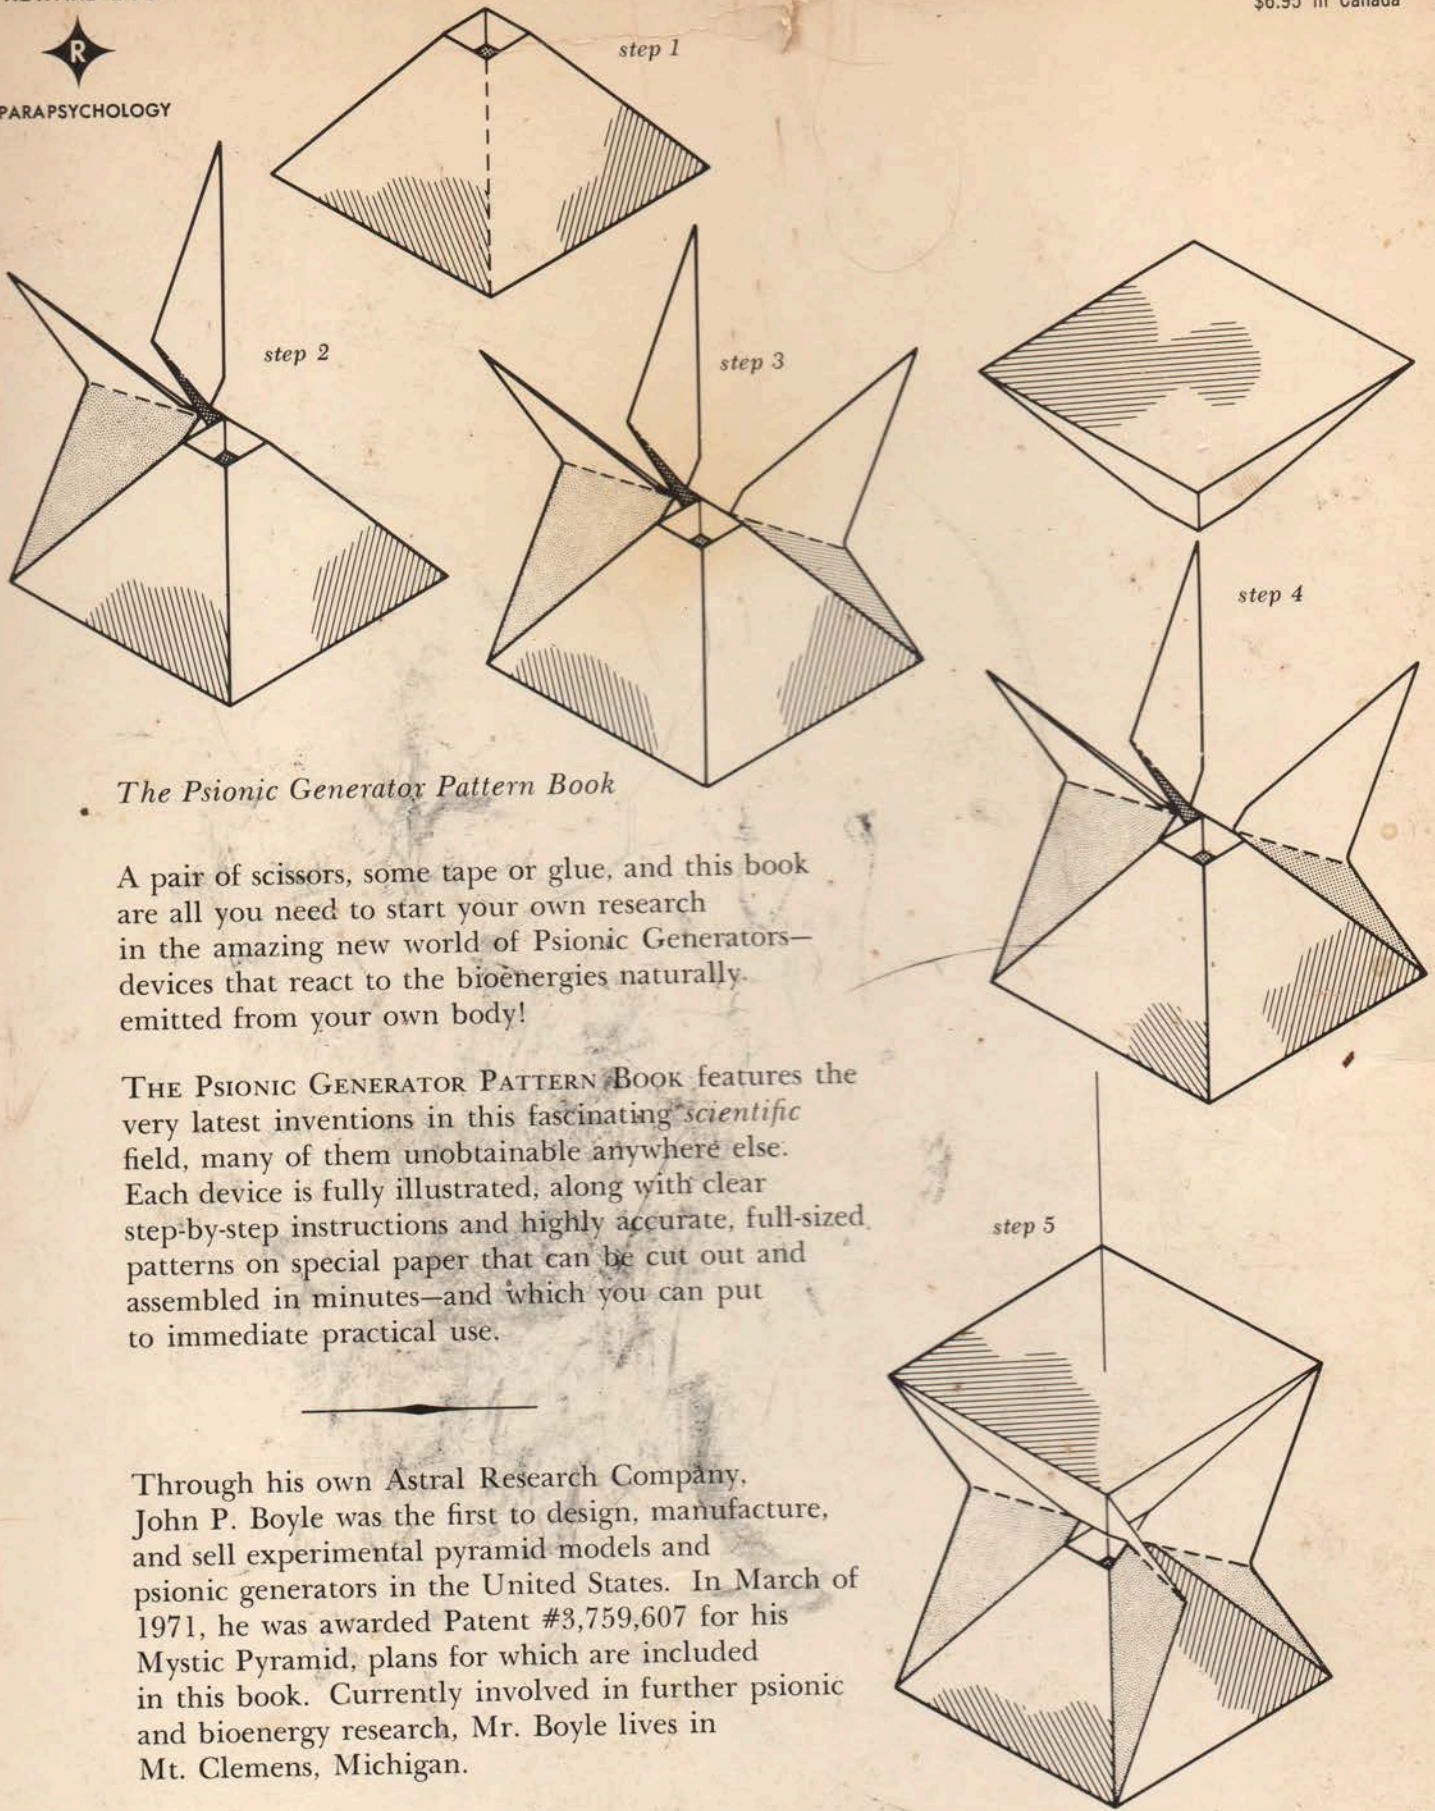 $6.95 in Canada
R
PARAPSYCHOLOGY
step 1
step 2
step 3
step 4
The Psionic Generator Pattern Book
A pair of scissors, some tape or glue, and this book
are all you need to start your own research
in the amazing new world of Psionic Generators—
devices that react to the bioenergies naturally
emitted from your own body!
THE PSIONIC GENERATOR PATTERN BOOK features the
very latest inventions in this fascinating scientific
field, many of them unobtainable anywhere else.
Each device is fully illustrated, along with clear
step-by-step instructions and highly accurate, full-sized
patterns on special paper that can be cut out and
assembled in minutes—and which you can put
to immediate practical use.
step 5
Through his own Astral Research Company,
John P. Boyle was the first to design, manufacture,
and sell experimental pyramid models and
psionic generators in the United States. In March of
1971, he was awarded Patent #3,759,607 for his
Mystic Pyramid, plans for which are included
in this book. Currently involved in further psionic
and bioenergy research, Mr. Boyle lives in
Mt. Clemens, Michigan.